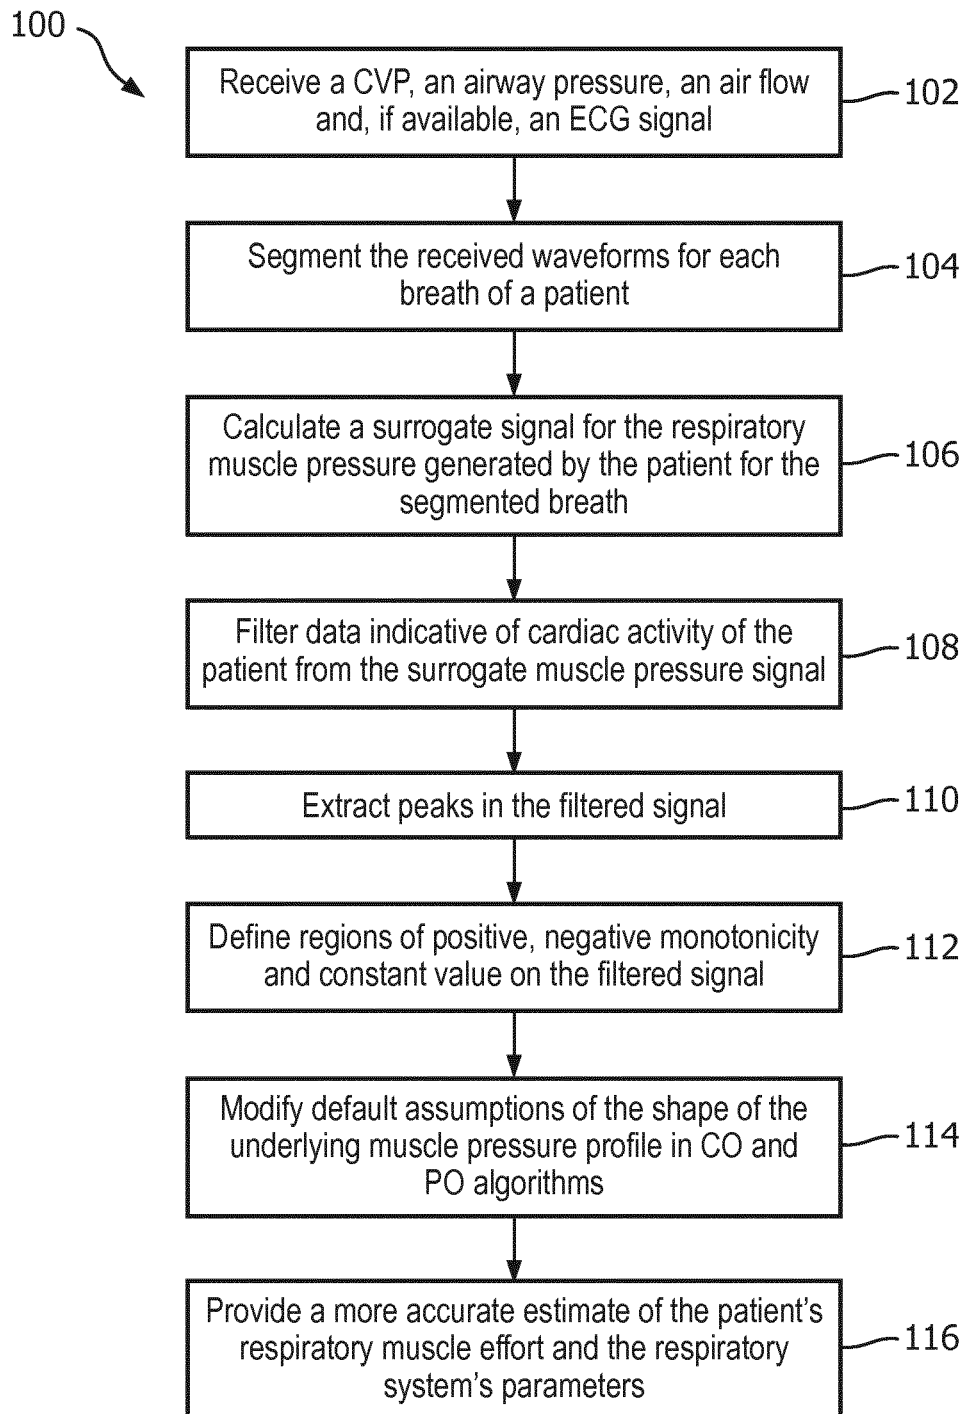 100
Receive a CVP, an airway pressure, an air flow
and, if available, an ECG signal
102
Segment the received waveforms for each
breath of a patient
104
Calculate a surrogate signal for the respiratory
muscle pressure generated by the patient for the
segmented breath
106
Filter data indicative of cardiac activity of the
patient from the surrogate muscle pressure signal
108
Extract peaks in the filtered signal
110
Define regions of positive, negative monotonicity
and constant value on the filtered signal
112
Modify default assumptions of the shape of the
underlying muscle pressure profile in CO and
PO algorithms
114
Provide a more accurate estimate of the patient's
respiratory muscle effort and the respiratory
system's parameters
116